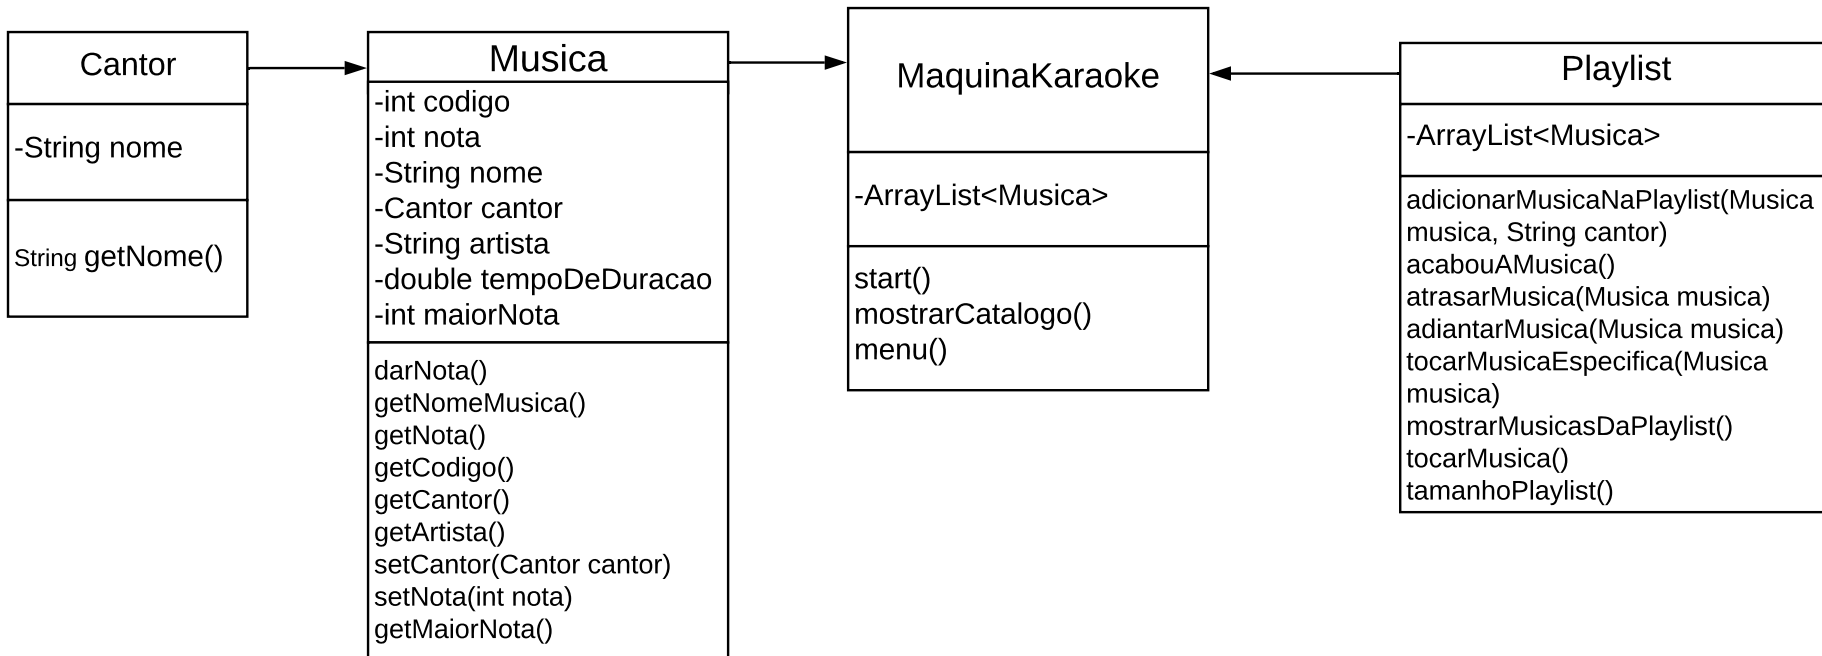 Cantor
-String nome
String getNome()
Musica
-int codigo
-int nota
-String nome
-Cantor cantor
-String artista
-double tempoDeDuracao
-int maiorNota
darNota()
getNomeMusica()
getNota()
getCodigo()
getCantor()
getArtista()
setCantor(Cantor cantor)
setNota(int nota)
getMaiorNota()
MaquinaKaraoke
-ArrayList<Musica>
start()
mostrarCatalogo()
menu()
Playlist
-ArrayList<Musica>
adicionarMusicaNaPlaylist(Musica
musica, String cantor)
acabouAMusica()
atrasarMusica(Musica musica)
adiantarMusica(Musica musica)
tocarMusicaEspecifica(Musica
musica)
mostrarMusicasDaPlaylist()
tocarMusica()
tamanhoPlaylist()